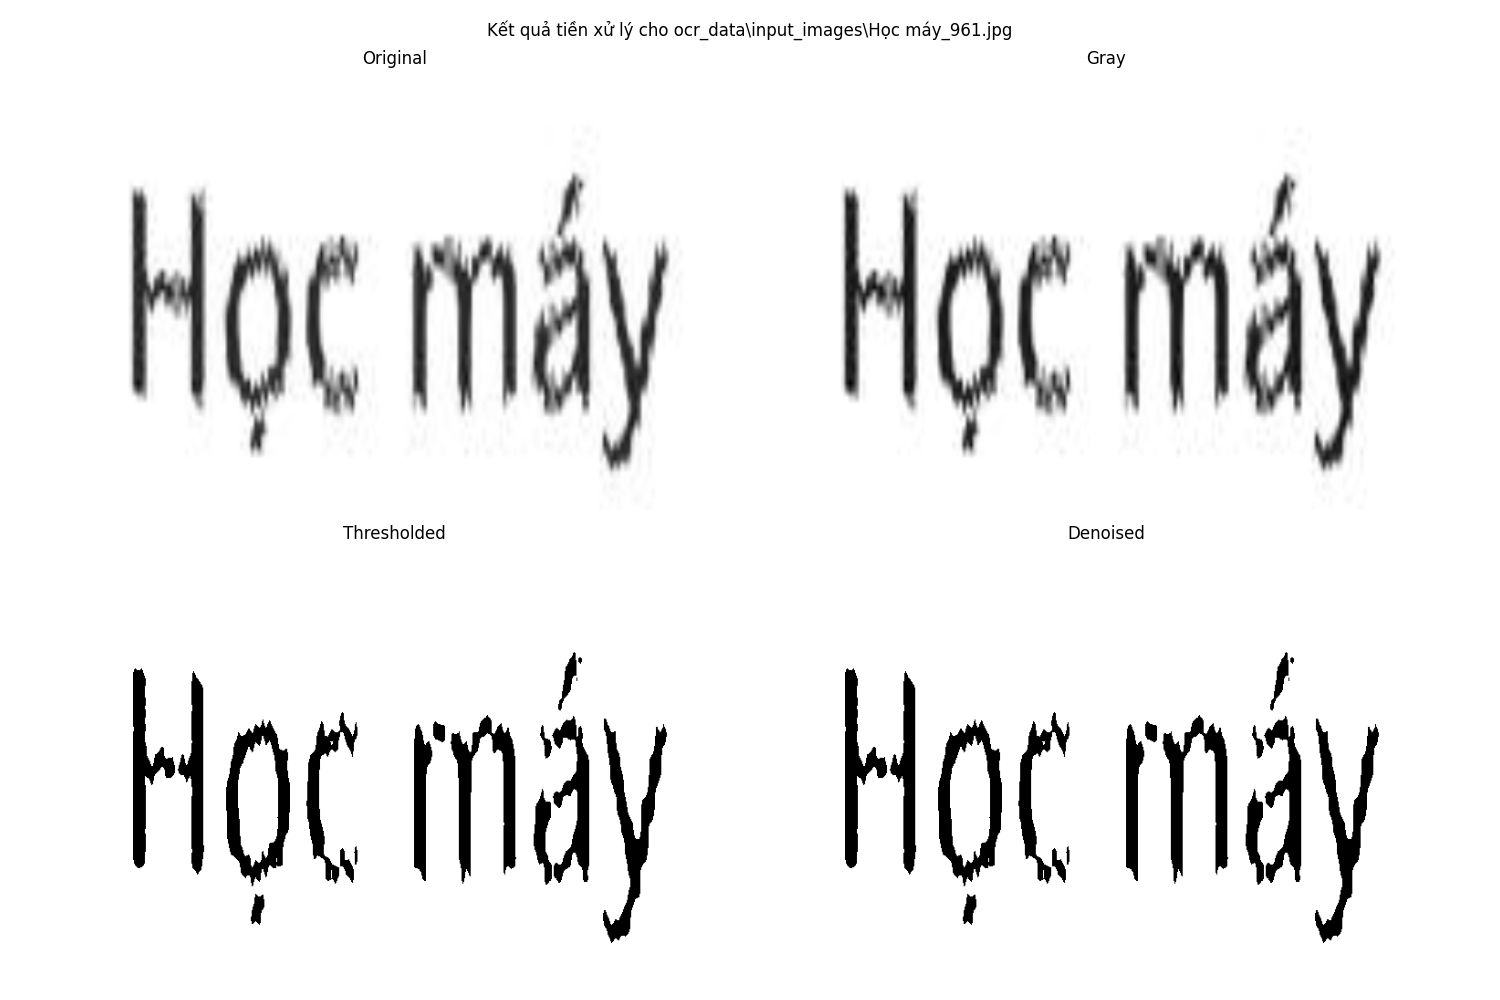 Kết quả tiền xử lý cho ocr_data\input_images\Học máy_961.jpg
Original
Gray
Học máy
Học máy
Thresholded
Denoised
Học máy
Học máy